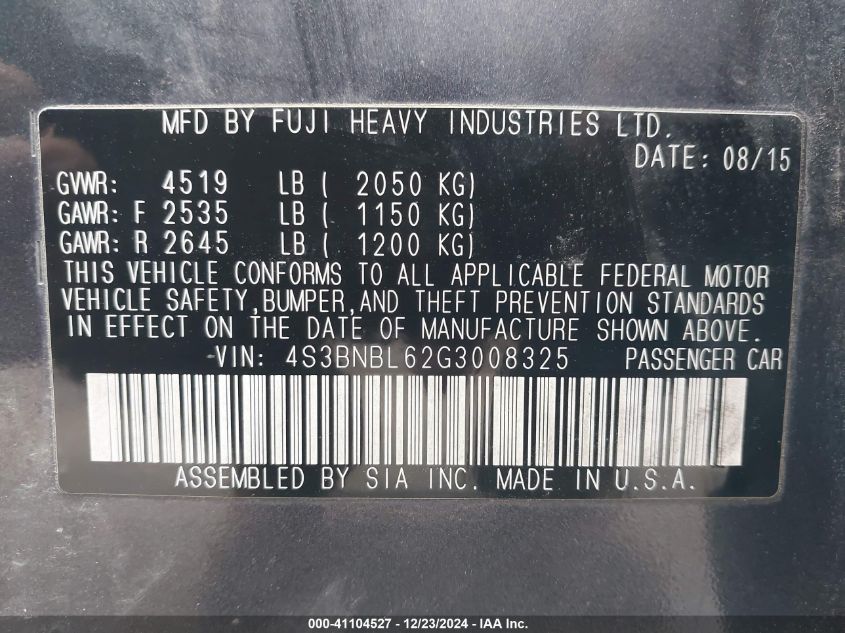 MFD BY FUJI HEAVY INDUSTRIES LTD.
DATE: 08/15
GVWR: 4519 LB ( 2050 KG)
GAWR: F 2535 LB ( 1150 KG)
GAWR: R 2645 LB ( 1200 KG)
THIS VEHICLE CONFORMS TO ALL APPLICABLE FEDERAL MOTOR
VEHICLE SAFETY,BUMPER,AND THEFT PREVENTION STANDARDS
IN EFFECT ON THE DATE OF MANUFACTURE SHOWN ABOVE.
-VIN: 4S3BNBL62G3008325 PASSENGER CAR
ASSEMBLED BY SIA INC. MADE IN U.S.A.
000-41104527 - 12/23/2024 - IAA Inc.